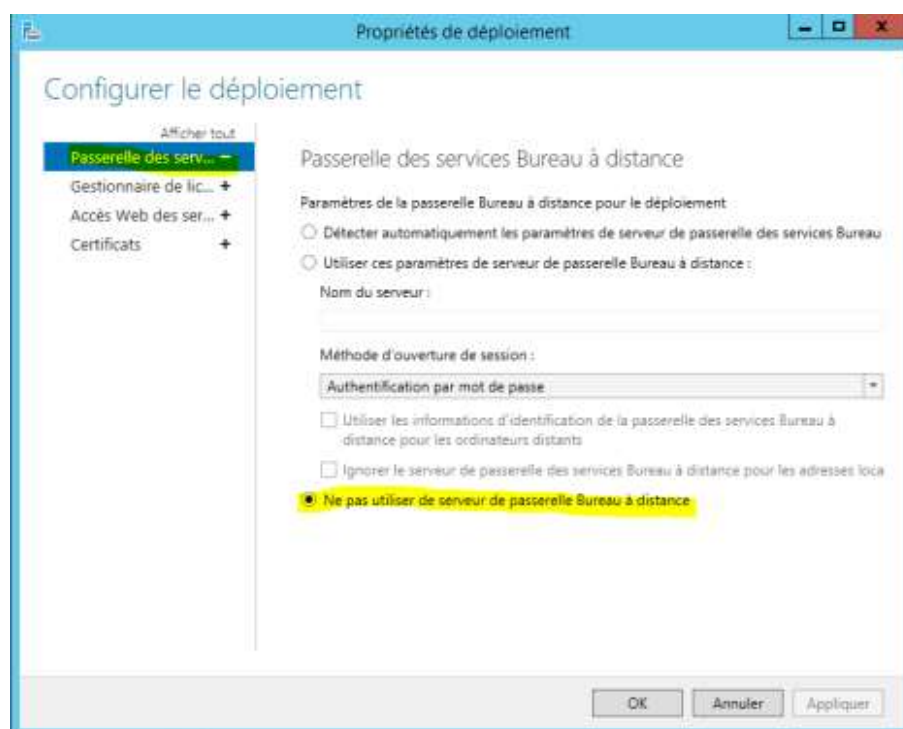 Propriétés de déploiement
Configurer le déploiement
Afficher tout
Passerelle des serv... –
Gestionnaire de lic... +
Accès Web des ser... +
Certificats +
Passerelle des services Bureau à distance
Paramètres de la passerelle Bureau à distance pour le déploiement
Détecter automatiquement les paramètres de serveur de passerelle des services Bureau
Utiliser ces paramètres de serveur de passerelle Bureau à distance :
Nom du serveur :
Méthode d'ouverture de session :
Authentification par mot de passe
Utiliser les informations d'identification de la passerelle des services Bureau à
distance pour les ordinateurs distants
Ignorer le serveur de passerelle des services Bureau à distance pour les adresses loca
Ne pas utiliser de serveur de passerelle Bureau à distance
OK Annuler Appliquer